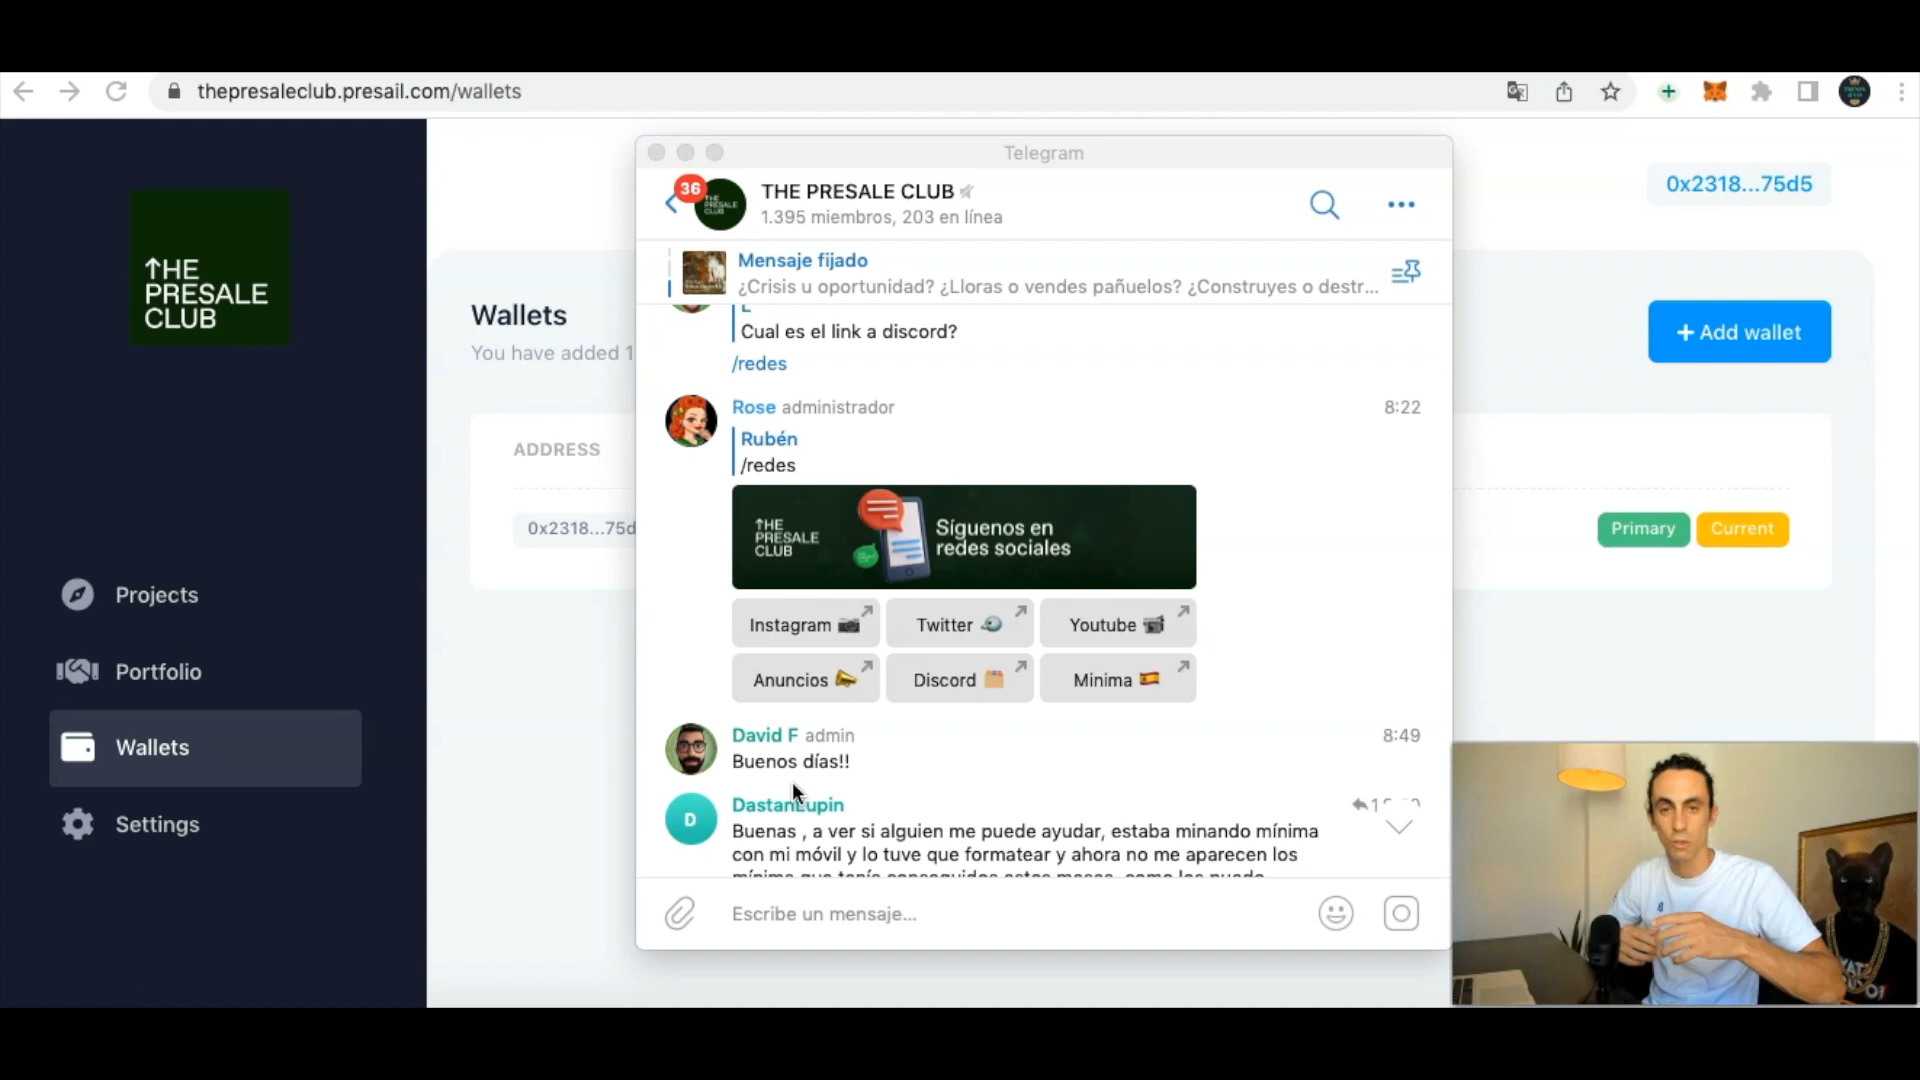 thepresaleclub.presail.com/wallets
↑HE
PRESALE
CLUB
Projects
Portfolio
Wallets
Settings
0x2318...75d5
Wallets
You have added 1
+ Add wallet
ADDRESS
0x2318...75d
Primary
Current
Telegram
36
THE PRESALE CLUB
THE PRESALE CLUB
1.395 miembros, 203 en línea
Mensaje fijado
¿Crisis u oportunidad? ¿Lloras o vendes pañuelos? ¿Construyes o destr...
Cual es el link a discord?
/redes
Rose administrador
8:22
Rubén
/redes
↑HE
PRESALE
CLUB
Síguenos en
redes sociales
Instagram
Twitter
Youtube
Anuncios
Discord
Minima
David F admin
8:49
Buenos días!!
D
DastanLupin
Buenas , a ver si alguien me puede ayudar, estaba minando mínima
con mi móvil y lo tuve que formatear y ahora no me aparecen los
Escribe un mensaje...